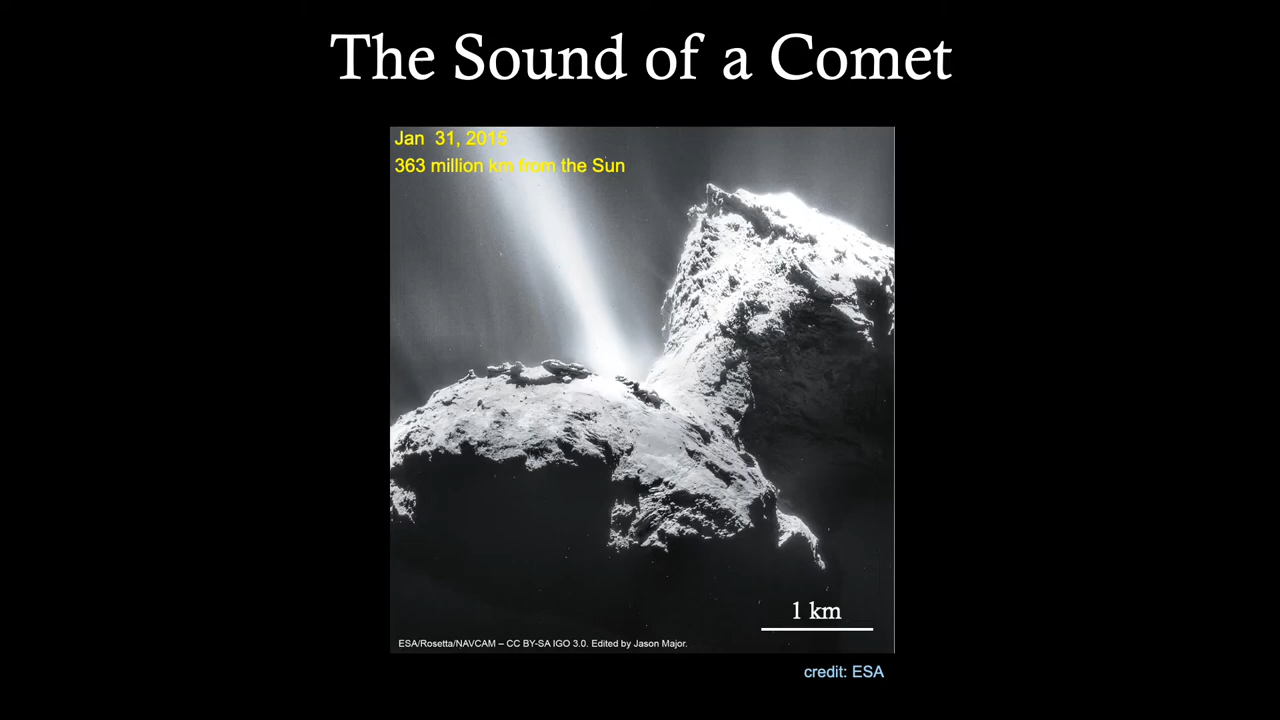 The Sound of a Comet
Jan 31, 2015
363 million km from the Sun
1 km
ESA/Rosetta/NAVCAM – CC BY-SA IGO 3.0. Edited by Jason Major.
credit: ESA